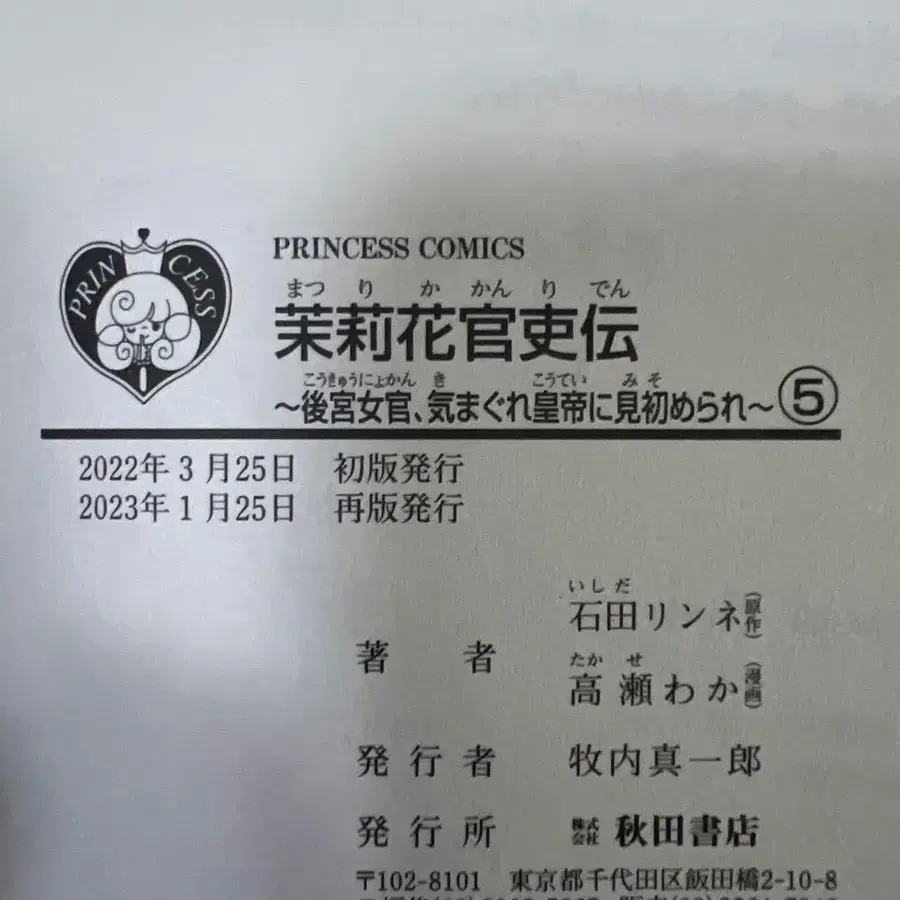 PRINCESS
PRINCESS COMICS
まつりかかんりでん
茉莉花官吏伝
こうきゅうにょかん き こうてい みそ
～後宮女官、気まぐれ皇帝に見初められ～ ⑤
2022年3月25日 初版発行
2023年1月25日 再版発行
いしだ
石田リンネ(原作)
著者
たかせ
高瀬わか(漫画)
発行者 牧内真一郎
発行所 株式会社 秋田書店
〒102-8101 東京都千代田区飯田橋2-10-8